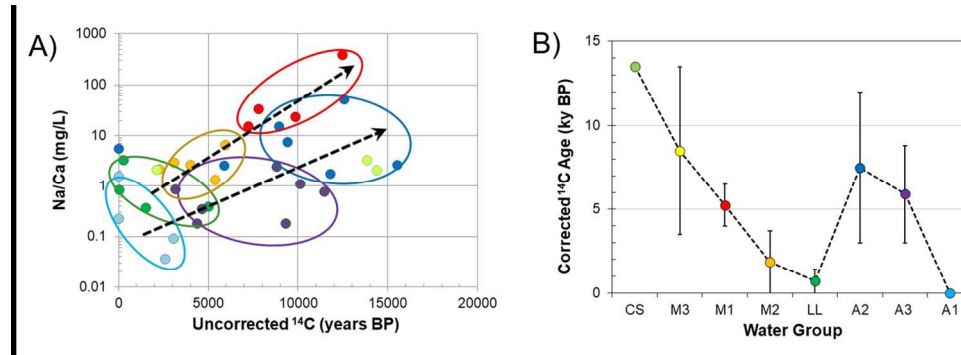 A)
1000
100
10
1
0.1
0.01
Na/Ca (mg/L)
0 5000 10000 15000 20000
Uncorrected ¹⁴C (years BP)
B)
15
10
5
0
Corrected ¹⁴C Age (ky BP)
CS M3 M1 M2 LL A2 A3 A1
Water Group